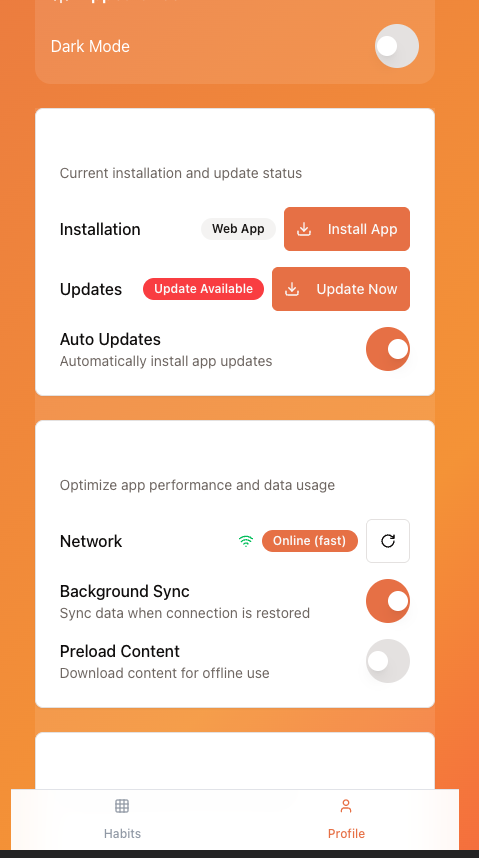 Dark Mode
Current installation and update status
Installation
Web App
Install App
Updates
Update Available
Update Now
Auto Updates
Automatically install app updates
Optimize app performance and data usage
Network
Online (fast)
Background Sync
Sync data when connection is restored
Preload Content
Download content for offline use
Habits
Profile